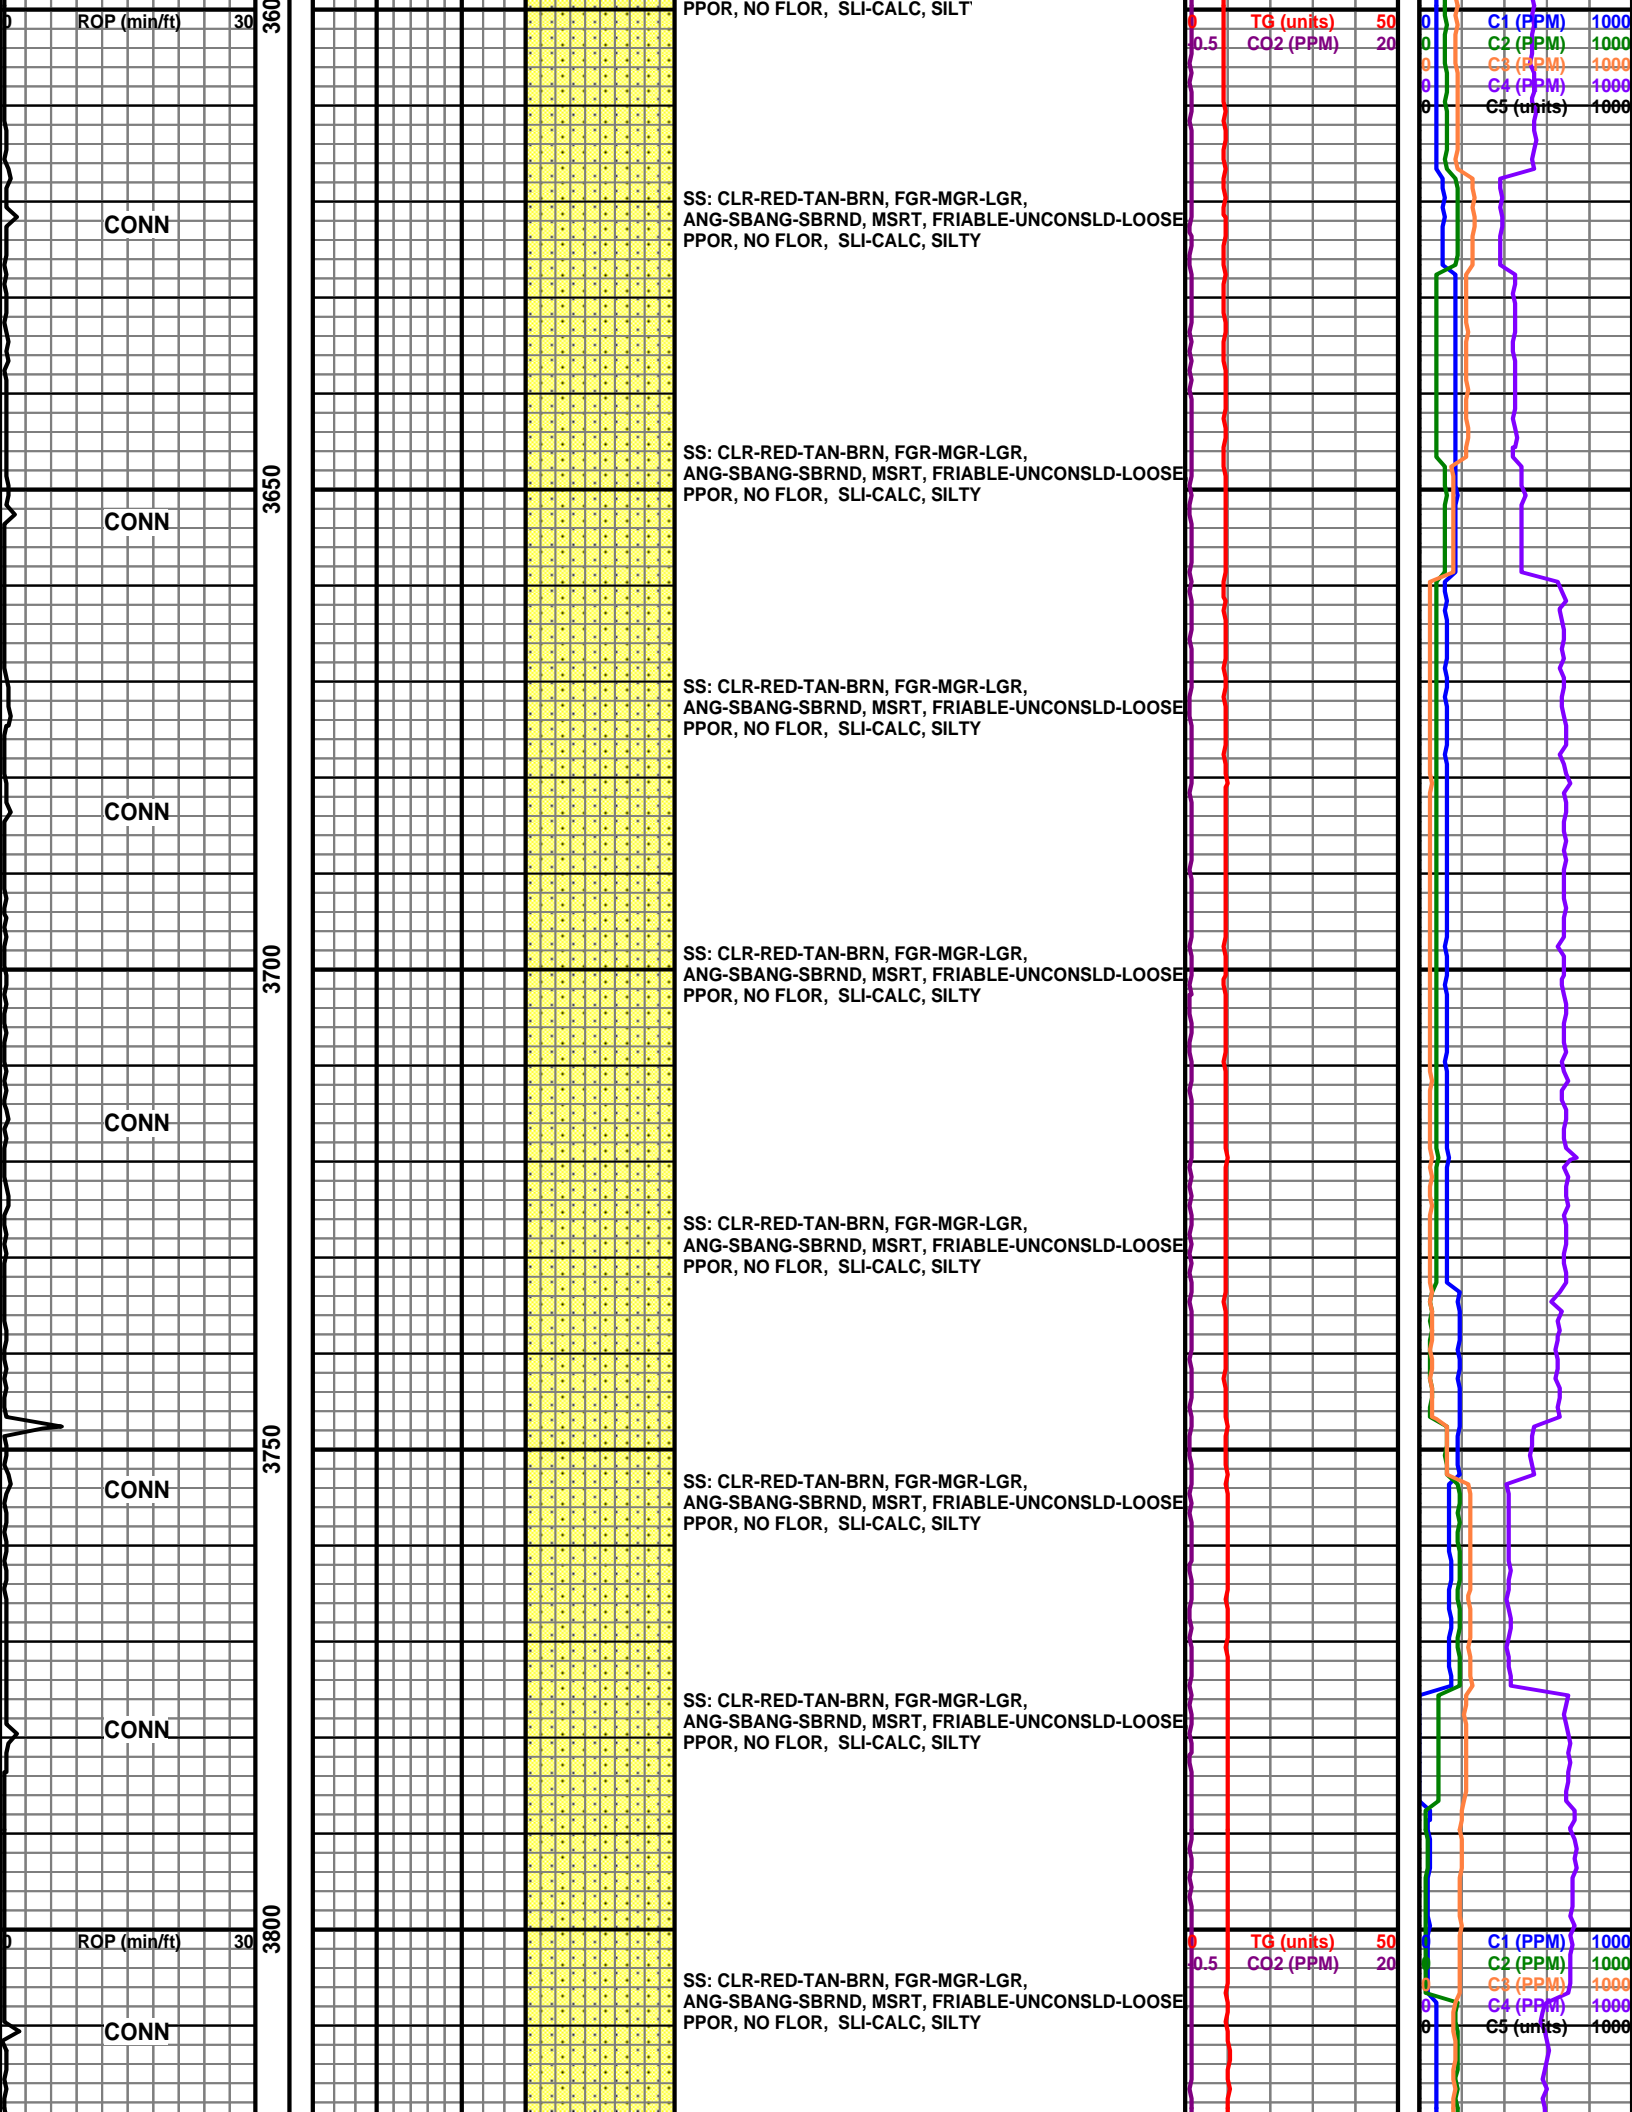 PPOR, NO FLOR, SLI-CALC, SILT
0 ROP (min/ft) 30
360
0 TG (units) 50
-0.5 CO2 (PPM) 20
0 C1 (PPM) 1000
0 C2 (PPM) 1000
0 C3 (PPM) 1000
0 C4 (PPM) 1000
0 C5 (units) 1000
CONN
SS: CLR-RED-TAN-BRN, FGR-MGR-LGR,
ANG-SBANG-SBRND, MSRT, FRIABLE-UNCONSLD-LOOSE
PPOR, NO FLOR, SLI-CALC, SILTY
3650
SS: CLR-RED-TAN-BRN, FGR-MGR-LGR,
ANG-SBANG-SBRND, MSRT, FRIABLE-UNCONSLD-LOOSE
PPOR, NO FLOR, SLI-CALC, SILTY
CONN
SS: CLR-RED-TAN-BRN, FGR-MGR-LGR,
ANG-SBANG-SBRND, MSRT, FRIABLE-UNCONSLD-LOOSE
PPOR, NO FLOR, SLI-CALC, SILTY
CONN
3700
SS: CLR-RED-TAN-BRN, FGR-MGR-LGR,
ANG-SBANG-SBRND, MSRT, FRIABLE-UNCONSLD-LOOSE
PPOR, NO FLOR, SLI-CALC, SILTY
CONN
SS: CLR-RED-TAN-BRN, FGR-MGR-LGR,
ANG-SBANG-SBRND, MSRT, FRIABLE-UNCONSLD-LOOSE
PPOR, NO FLOR, SLI-CALC, SILTY
3750
CONN
SS: CLR-RED-TAN-BRN, FGR-MGR-LGR,
ANG-SBANG-SBRND, MSRT, FRIABLE-UNCONSLD-LOOSE
PPOR, NO FLOR, SLI-CALC, SILTY
CONN
SS: CLR-RED-TAN-BRN, FGR-MGR-LGR,
ANG-SBANG-SBRND, MSRT, FRIABLE-UNCONSLD-LOOSE
PPOR, NO FLOR, SLI-CALC, SILTY
3800
0 ROP (min/ft) 30
0 TG (units) 50
-0.5 CO2 (PPM) 20
0 C1 (PPM) 1000
0 C2 (PPM) 1000
0 C3 (PPM) 1000
0 C4 (PPM) 1000
0 C5 (units) 1000
SS: CLR-RED-TAN-BRN, FGR-MGR-LGR,
ANG-SBANG-SBRND, MSRT, FRIABLE-UNCONSLD-LOOSE
PPOR, NO FLOR, SLI-CALC, SILTY
CONN